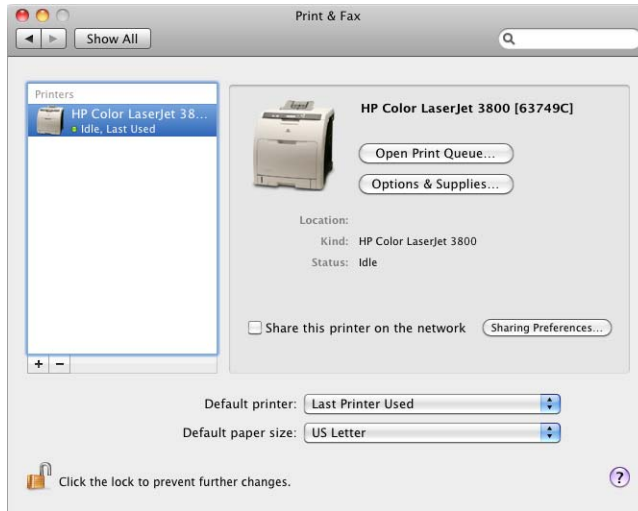 Print & Fax
Show All
Printers
HP Color LaserJet 38...
Idle, Last Used
HP Color LaserJet 3800 [63749C]
Open Print Queue...
Options & Supplies...
Location:
Kind: HP Color LaserJet 3800
Status: Idle
Share this printer on the network
Sharing Preferences...
+ −
Default printer: Last Printer Used
Default paper size: US Letter
Click the lock to prevent further changes.
?